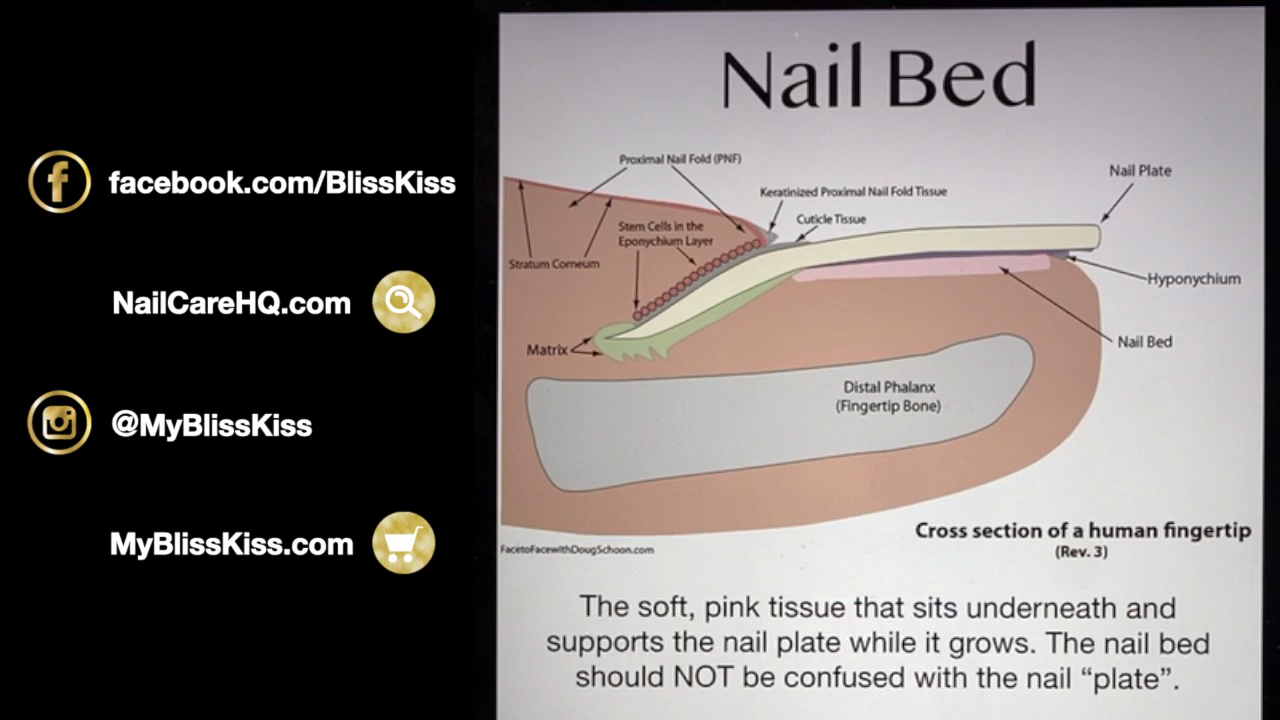 facebook.com/BlissKiss
NailCareHQ.com
@MyBlissKiss
MyBlissKiss.com
Nail Bed
Proximal Nail Fold (PNF)
Nail Plate
Keratinized Proximal Nail Fold Tissue
Cuticle Tissue
Stem Cells in the
Eponychium Layer
Stratum Corneum
Hyponychium
Nail Bed
Matrix
Distal Phalanx
(Fingertip Bone)
Cross section of a human fingertip
(Rev. 3)
FacetoFacewithDougSchoon.com
The soft, pink tissue that sits underneath and
supports the nail plate while it grows. The nail bed
should NOT be confused with the nail “plate”.